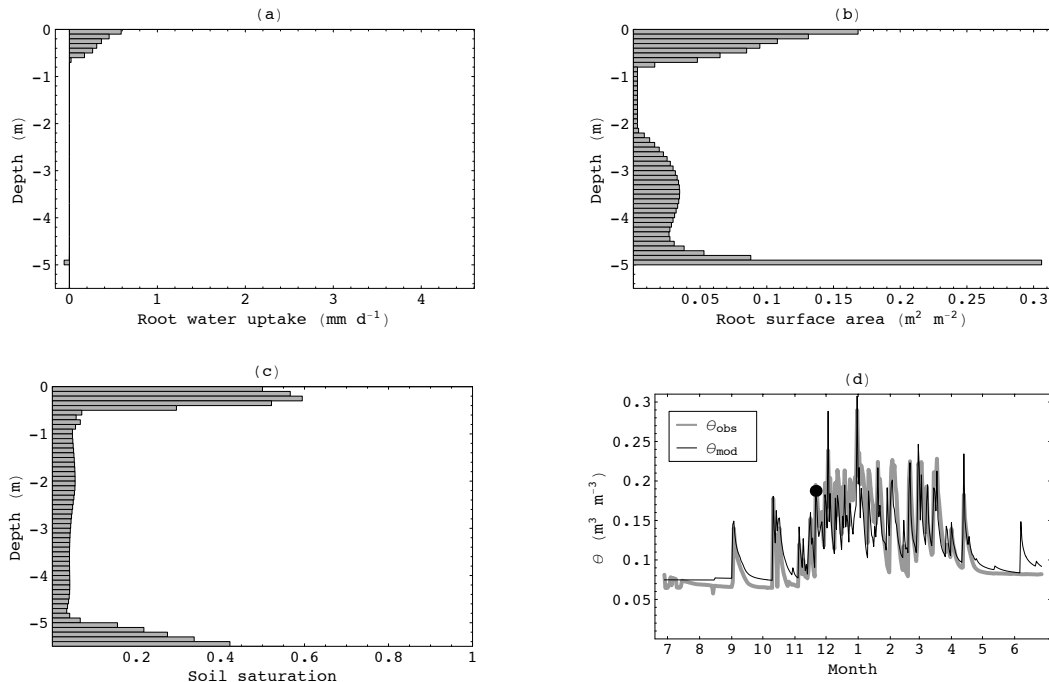 (a)
0
-1
-2
-3
-4
-5
Depth (m)
0 1 2 3 4
Root water uptake (mm d⁻¹)
(b)
0
-1
-2
-3
-4
-5
Depth (m)
0.05 0.1 0.15 0.2 0.25 0.3
Root surface area (m² m⁻²)
(c)
0
-1
-2
-3
-4
-5
Depth (m)
0.2 0.4 0.6 0.8 1
Soil saturation
(d)
0.3
0.25
0.2
0.15
0.1
0.05
θ (m³ m⁻³)
θobs
θmod
7 8 9 10 11 12 1 2 3 4 5 6
Month